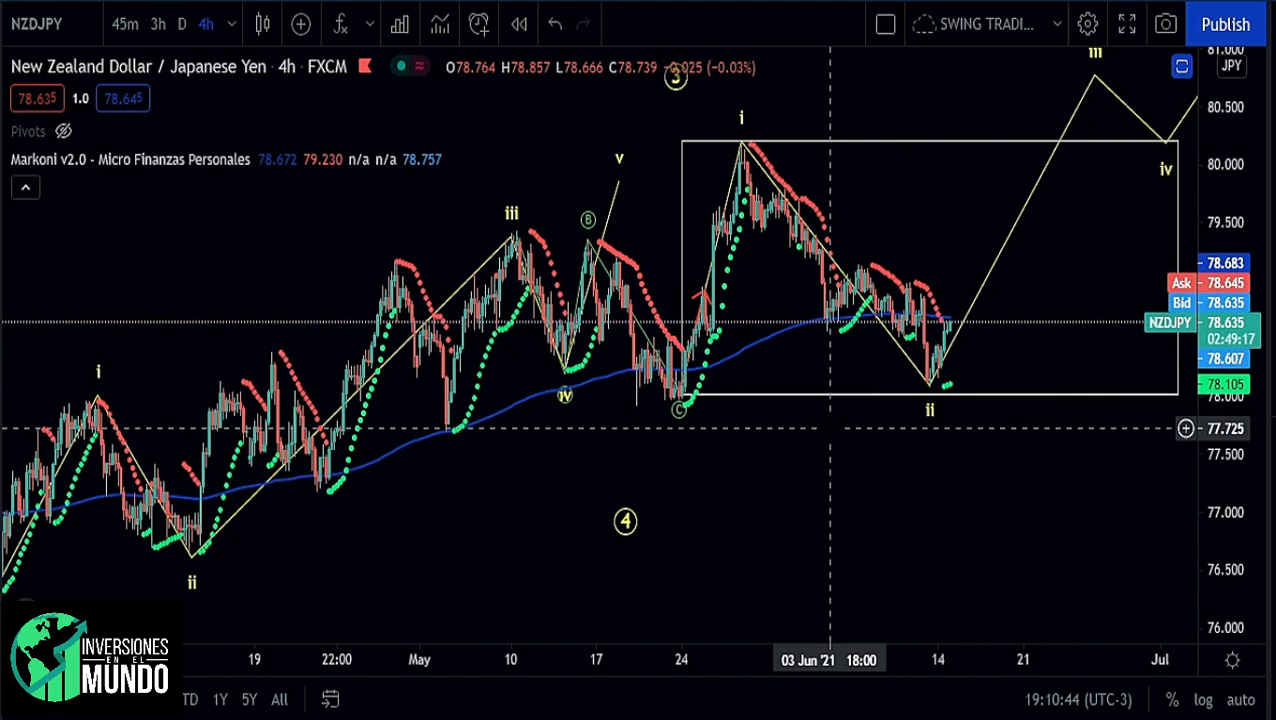 NZDJPY 45m 3h D 4h SWING TRADI... Publish
New Zealand Dollar / Japanese Yen · 4h · FXCM O78.764 H78.857 L78.666 C78.739 -0.025 (-0.03%)
78.635 1.0 78.645
Pivots
Markoni v2.0 - Micro Finanzas Personales 78.672 79.230 n/a n/a 78.757
81.000
JPY
80.500
80.000
79.500
78.683
Ask 78.645
Bid 78.635
NZDJPY 78.635
02:49:17
78.607
78.105
78.000
77.725
77.500
77.000
76.500
76.000
3
i
v
iii
B
iii
iv
i
iv
C
ii
4
ii
19 22:00 May 10 17 24 03 Jun '21 18:00 14 21 Jul
INVERSIONES
EN EL
MUNDO
TD 1Y 5Y All 19:10:44 (UTC-3) % log auto